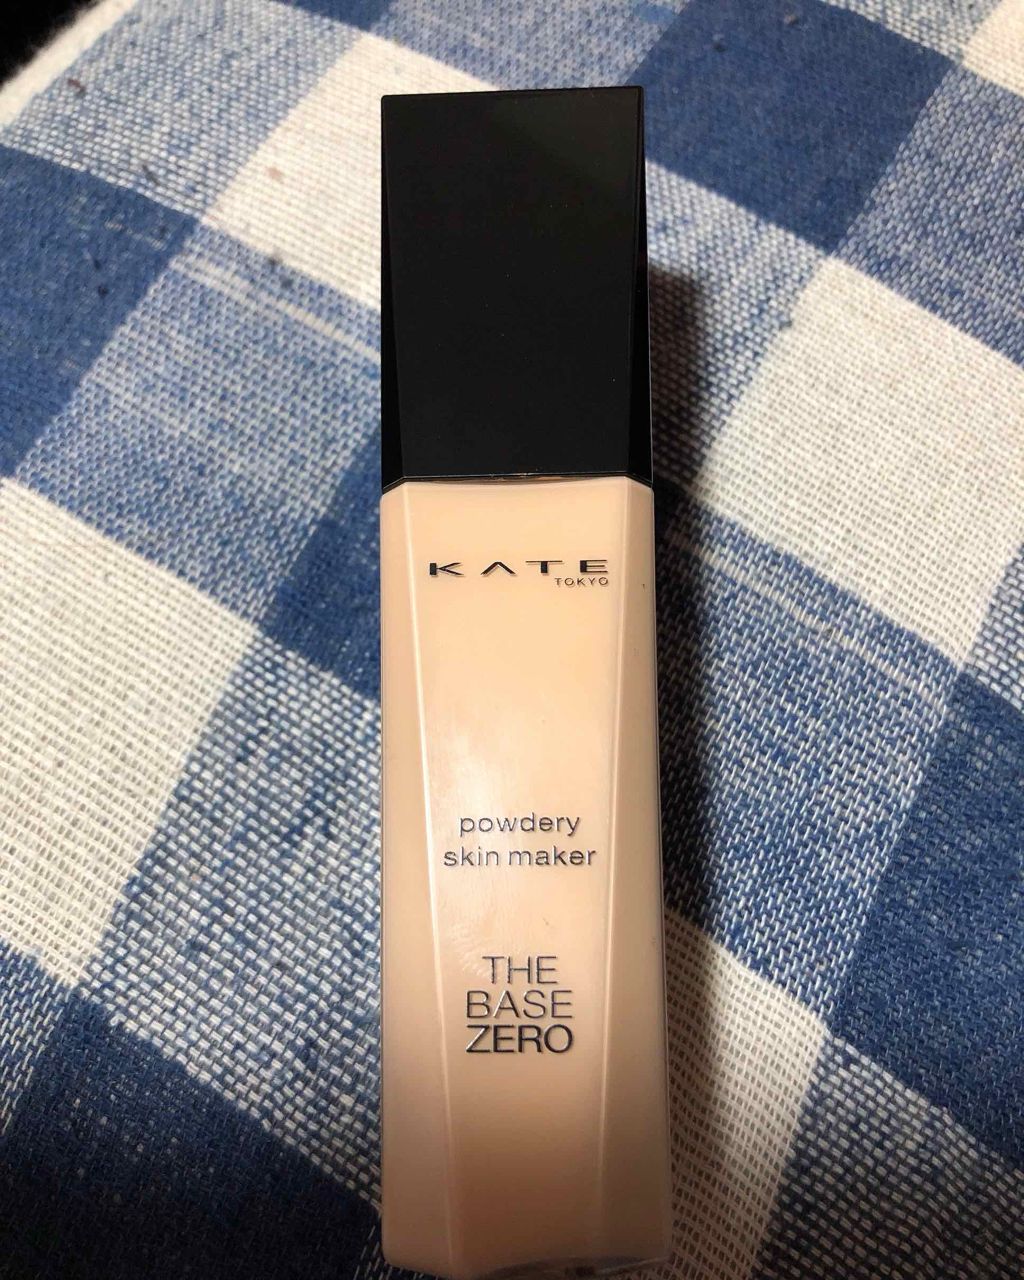 KATE
TOKYO
powdery
skin maker
THE
BASE
ZERO